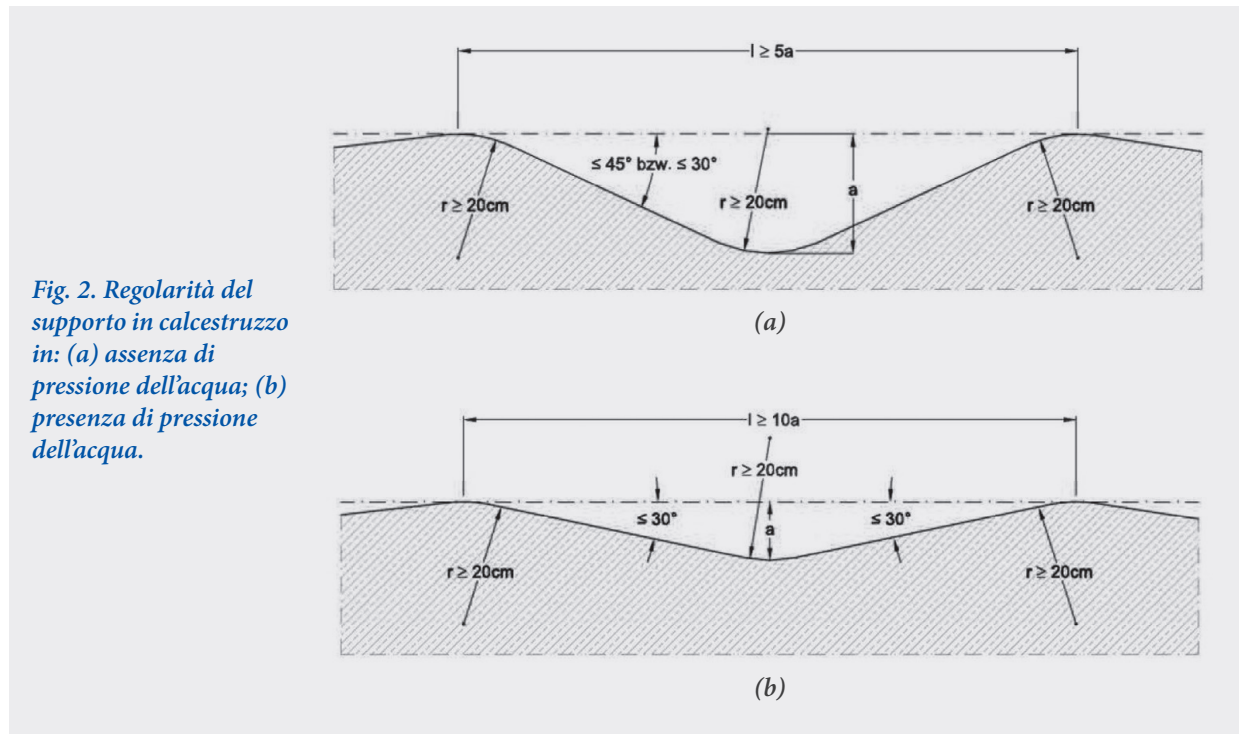 l ≥ 5a
≤ 45° bzw. ≤ 30°
a
r ≥ 20cm
r ≥ 20cm
r ≥ 20cm
(a)
Fig. 2. Regolarità del
supporto in calcestruzzo
in: (a) assenza di
pressione dell'acqua; (b)
presenza di pressione
dell'acqua.
l ≥ 10a
r ≥ 20cm
≤ 30°
a
≤ 30°
r ≥ 20cm
r ≥ 20cm
(b)